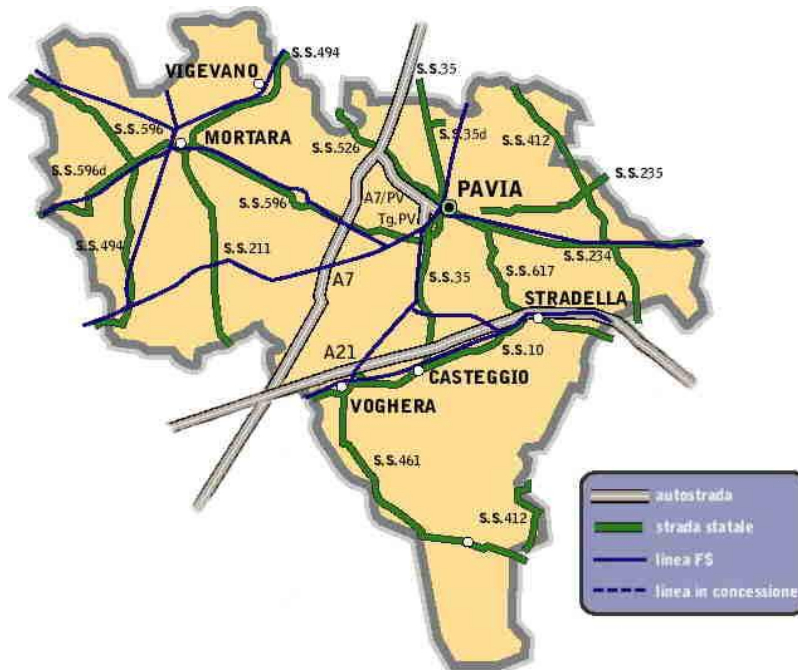 S.S.494
VIGEVANO
S.S.35
S.S.596
MORTARA
S.S.526
S.S.35d
S.S.412
S.S.596d
S.S.235
A7/PV
PAVIA
S.S.596
Tg.PV
S.S.494
S.S.211
S.S.234
A7
S.S.35
S.S.617
STRADELLA
A21
S.S.10
CASTEGGIO
VOGHERA
S.S.461
S.S.412
autostrada
strada statale
linea FS
linea in concessione